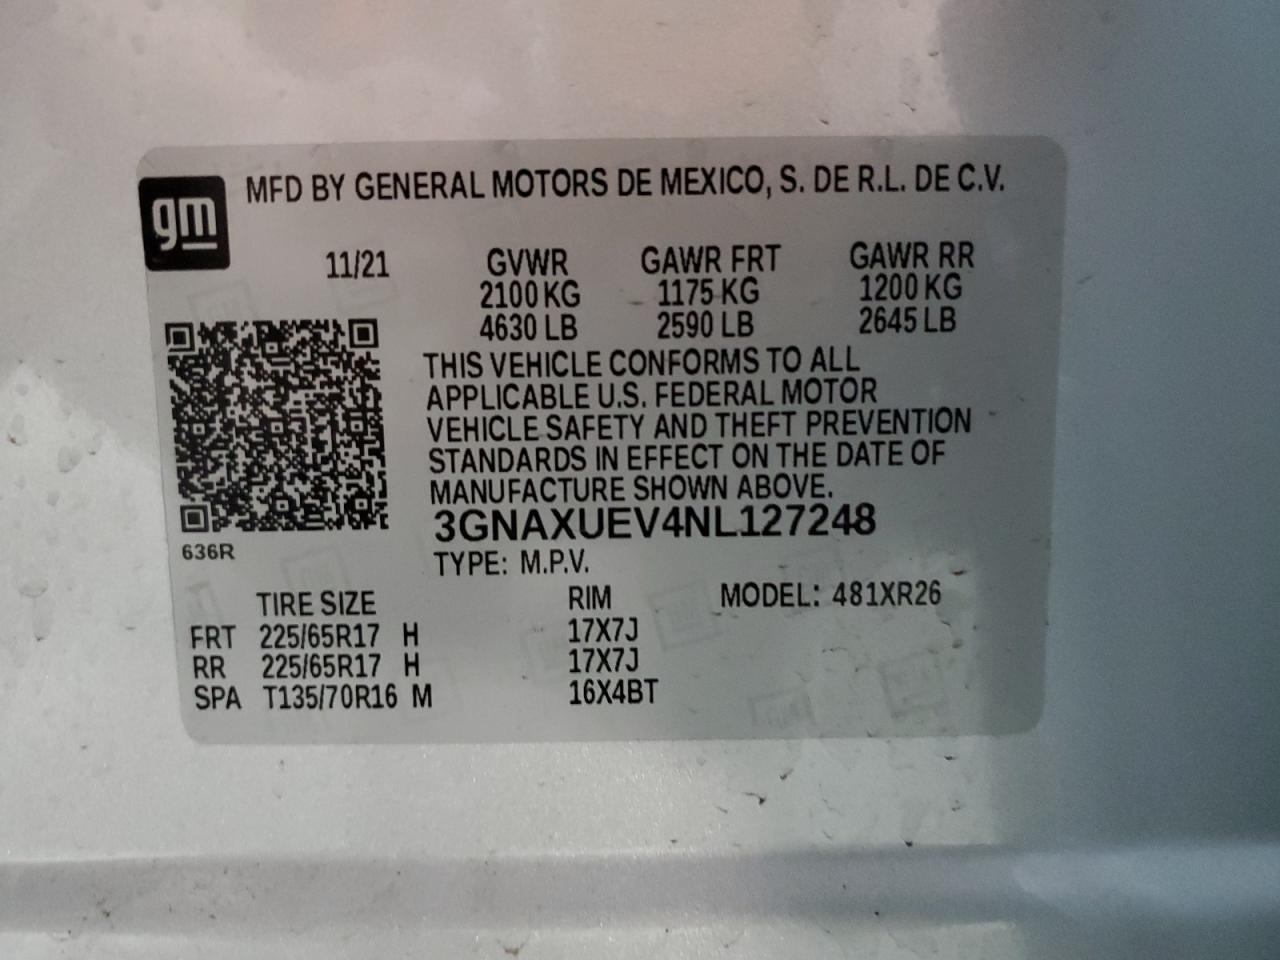 gm
MFD BY GENERAL MOTORS DE MEXICO, S. DE R.L. DE C.V.
11/21 GVWR GAWR FRT GAWR RR
2100 KG 1175 KG 1200 KG
4630 LB 2590 LB 2645 LB
THIS VEHICLE CONFORMS TO ALL
APPLICABLE U.S. FEDERAL MOTOR
VEHICLE SAFETY AND THEFT PREVENTION
STANDARDS IN EFFECT ON THE DATE OF
MANUFACTURE SHOWN ABOVE.
3GNAXUEV4NL127248
636R
TYPE: M.P.V.
TIRE SIZE RIM MODEL: 481XR26
FRT 225/65R17 H 17X7J
RR 225/65R17 H 17X7J
SPA T135/70R16 M 16X4BT